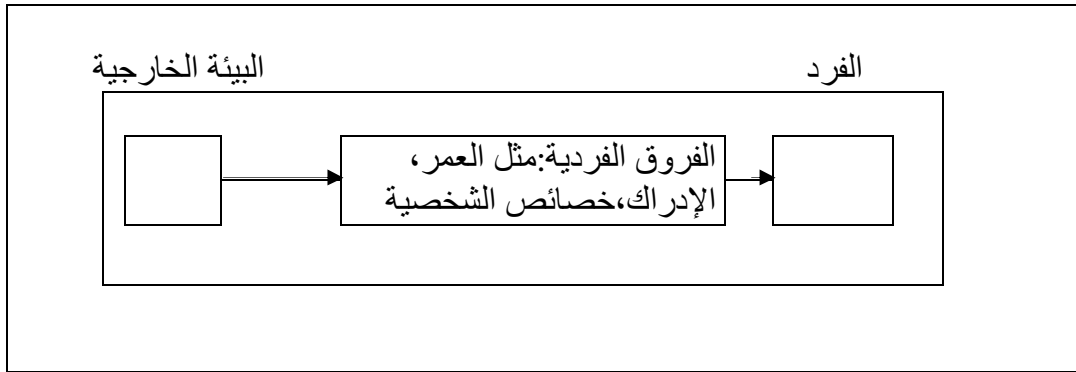 الفرد
البيئة الخارجية
الفروق الفردية:مثل العمر،
الإدراك،خصائص الشخصية